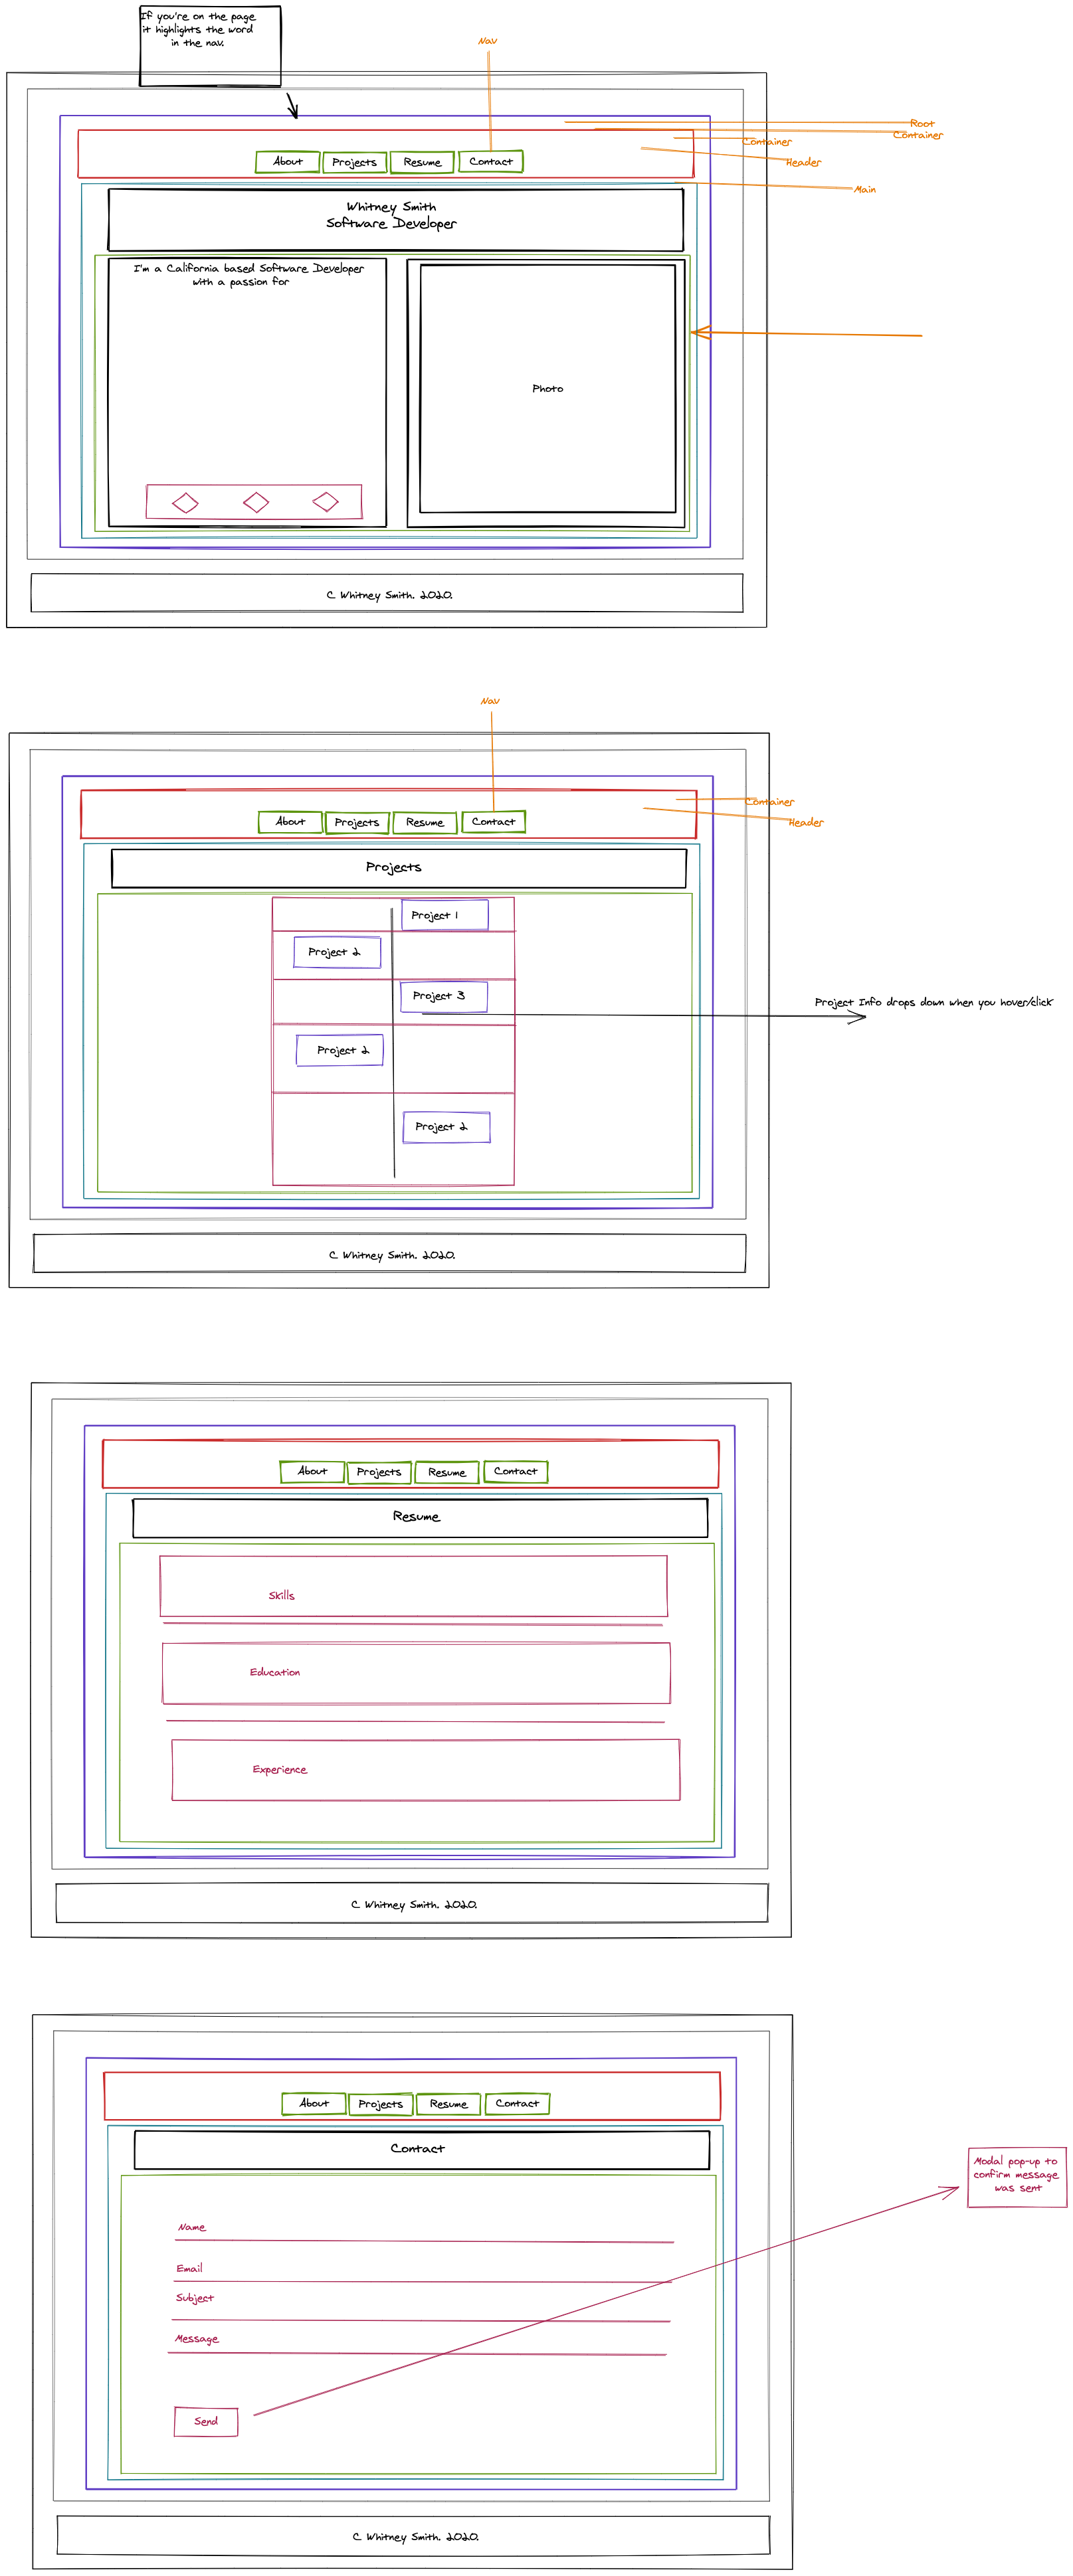 If you're on the page
it highlights the word
in the nav.
Nav
Root
Container
Container
Header
Main
About
Projects
Resume
Contact
Whitney Smith
Software Developer
I'm a California based Software Developer
with a passion for
Photo
C Whitney Smith. 2020.
Nav
Container
Header
About
Projects
Resume
Contact
Projects
Project 1
Project 2
Project 3
Project Info drops down when you hover/click
Project 2
Project 2
C Whitney Smith. 2020.
About
Projects
Resume
Contact
Resume
Skills
Education
Experience
C Whitney Smith. 2020.
About
Projects
Resume
Contact
Contact
Modal pop-up to
confirm message
was sent
Name
Email
Subject
Message
Send
C Whitney Smith. 2020.